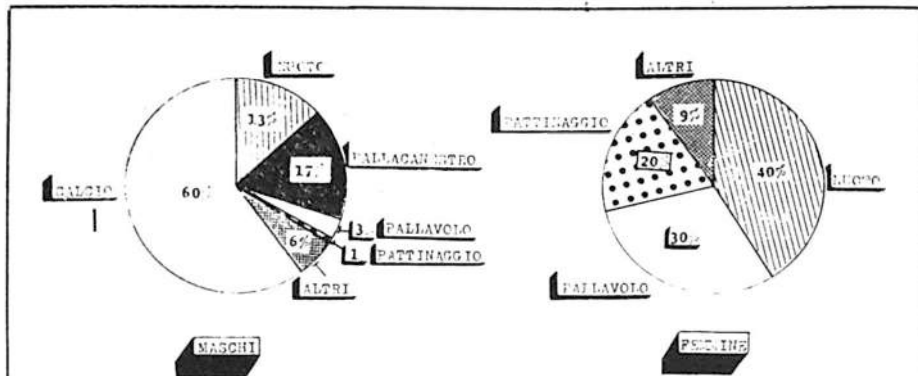 13%
17%
PALLACANESTRO
CALCIO
60%
3% PALLAVOLO
1 PATTINAGGIO
6%
ALTRI
MASCHI
ALTRI
PATTINAGGIO
9%
20%
40%
30%
PALLAVOLO
FEMMINE